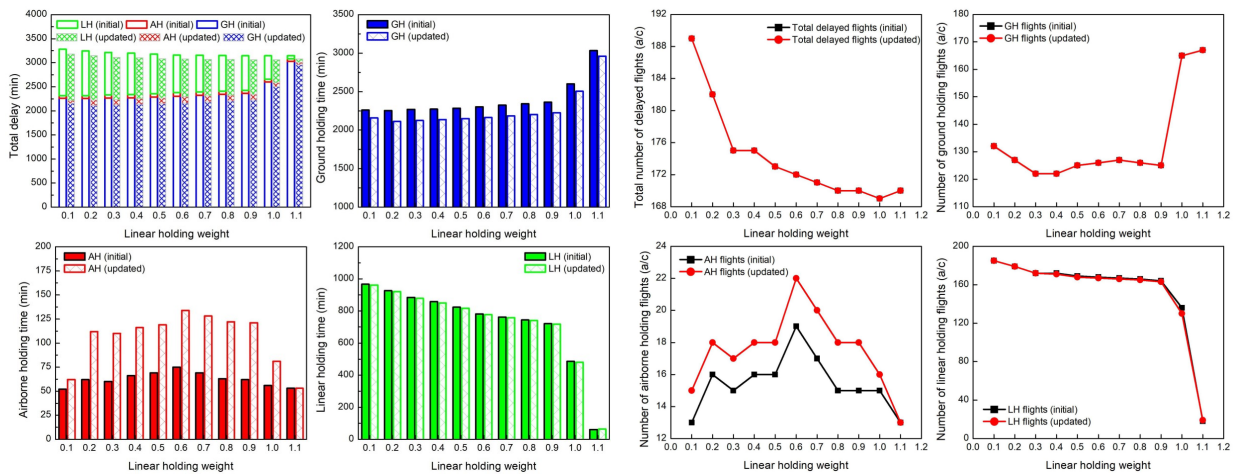 LH (initial) AH (initial) GH (initial)
LH (updated) AH (updated) GH (updated)
Total delay (min)
4000
3500
3000
2500
2000
1500
1000
500
0
0.1 0.2 0.3 0.4 0.5 0.6 0.7 0.8 0.9 1.0 1.1
Linear holding weight
GH (initial)
GH (updated)
Ground holding time (min)
3500
3000
2500
2000
1500
1000
0.1 0.2 0.3 0.4 0.5 0.6 0.7 0.8 0.9 1.0 1.1
Linear holding weight
Total delayed flights (initial)
Total delayed flights (updated)
Total number of delayed flights (a/c)
192
188
184
180
176
172
168
0.0 0.1 0.2 0.3 0.4 0.5 0.6 0.7 0.8 0.9 1.0 1.1 1.2
Linear holding weight
GH flights (initial)
GH flights (updated)
Number of ground holding flights (a/c)
180
170
160
150
140
130
120
110
0.0 0.1 0.2 0.3 0.4 0.5 0.6 0.7 0.8 0.9 1.0 1.1 1.2
Linear holding weight
AH (initial)
AH (updated)
Airborne holding time (min)
200
175
150
125
100
75
50
25
0
0.1 0.2 0.3 0.4 0.5 0.6 0.7 0.8 0.9 1.0 1.1
Linear holding weight
LH (initial)
LH (updated)
Linear holding time (min)
1200
1000
800
600
400
200
0
0.1 0.2 0.3 0.4 0.5 0.6 0.7 0.8 0.9 1.0 1.1
Linear holding weight
AH flights (initial)
AH flights (updated)
Number of airborne holding flights (a/c)
24
22
20
18
16
14
12
0.0 0.1 0.2 0.3 0.4 0.5 0.6 0.7 0.8 0.9 1.0 1.1 1.2
Linear holding weight
LH flights (initial)
LH flights (updated)
Number of linear holding flights (a/c)
200
160
120
80
40
0
0.0 0.1 0.2 0.3 0.4 0.5 0.6 0.7 0.8 0.9 1.0 1.1 1.2
Linear holding weight